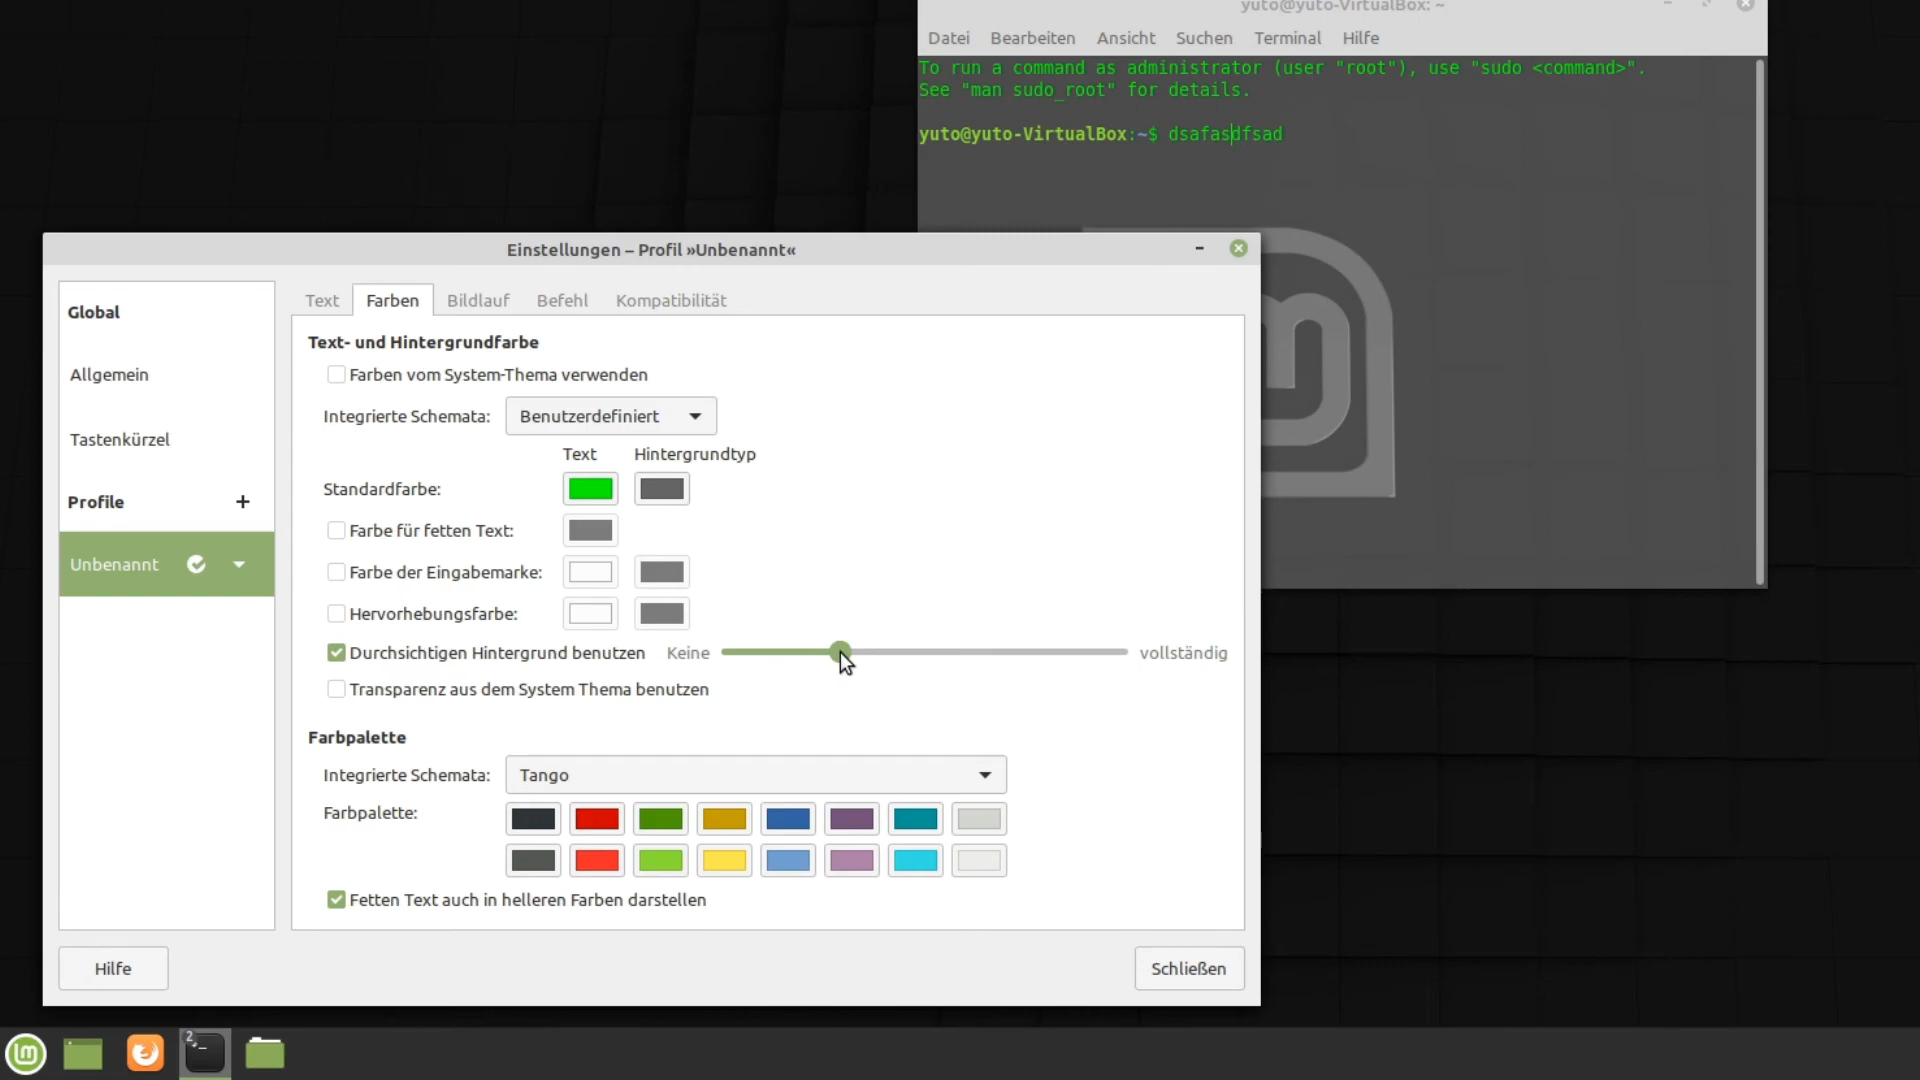 yuto@yuto-VirtualBox: ~
Datei Bearbeiten Ansicht Suchen Terminal Hilfe
To run a command as administrator (user "root"), use "sudo <command>".
See "man sudo_root" for details.
yuto@yuto-VirtualBox:~$ dsafasdfsad
Einstellungen – Profil »Unbenannt«
Global
Allgemein
Tastenkürzel
Profile +
Unbenannt
Text Farben Bildlauf Befehl Kompatibilität
Text- und Hintergrundfarbe
Farben vom System-Thema verwenden
Integrierte Schemata: Benutzerdefiniert
Text Hintergrundtyp
Standardfarbe:
Farbe für fetten Text:
Farbe der Eingabemarke:
Hervorhebungsfarbe:
Durchsichtigen Hintergrund benutzen Keine vollständig
Transparenz aus dem System Thema benutzen
Farbpalette
Integrierte Schemata: Tango
Farbpalette:
Fetten Text auch in helleren Farben darstellen
Hilfe Schließen
2